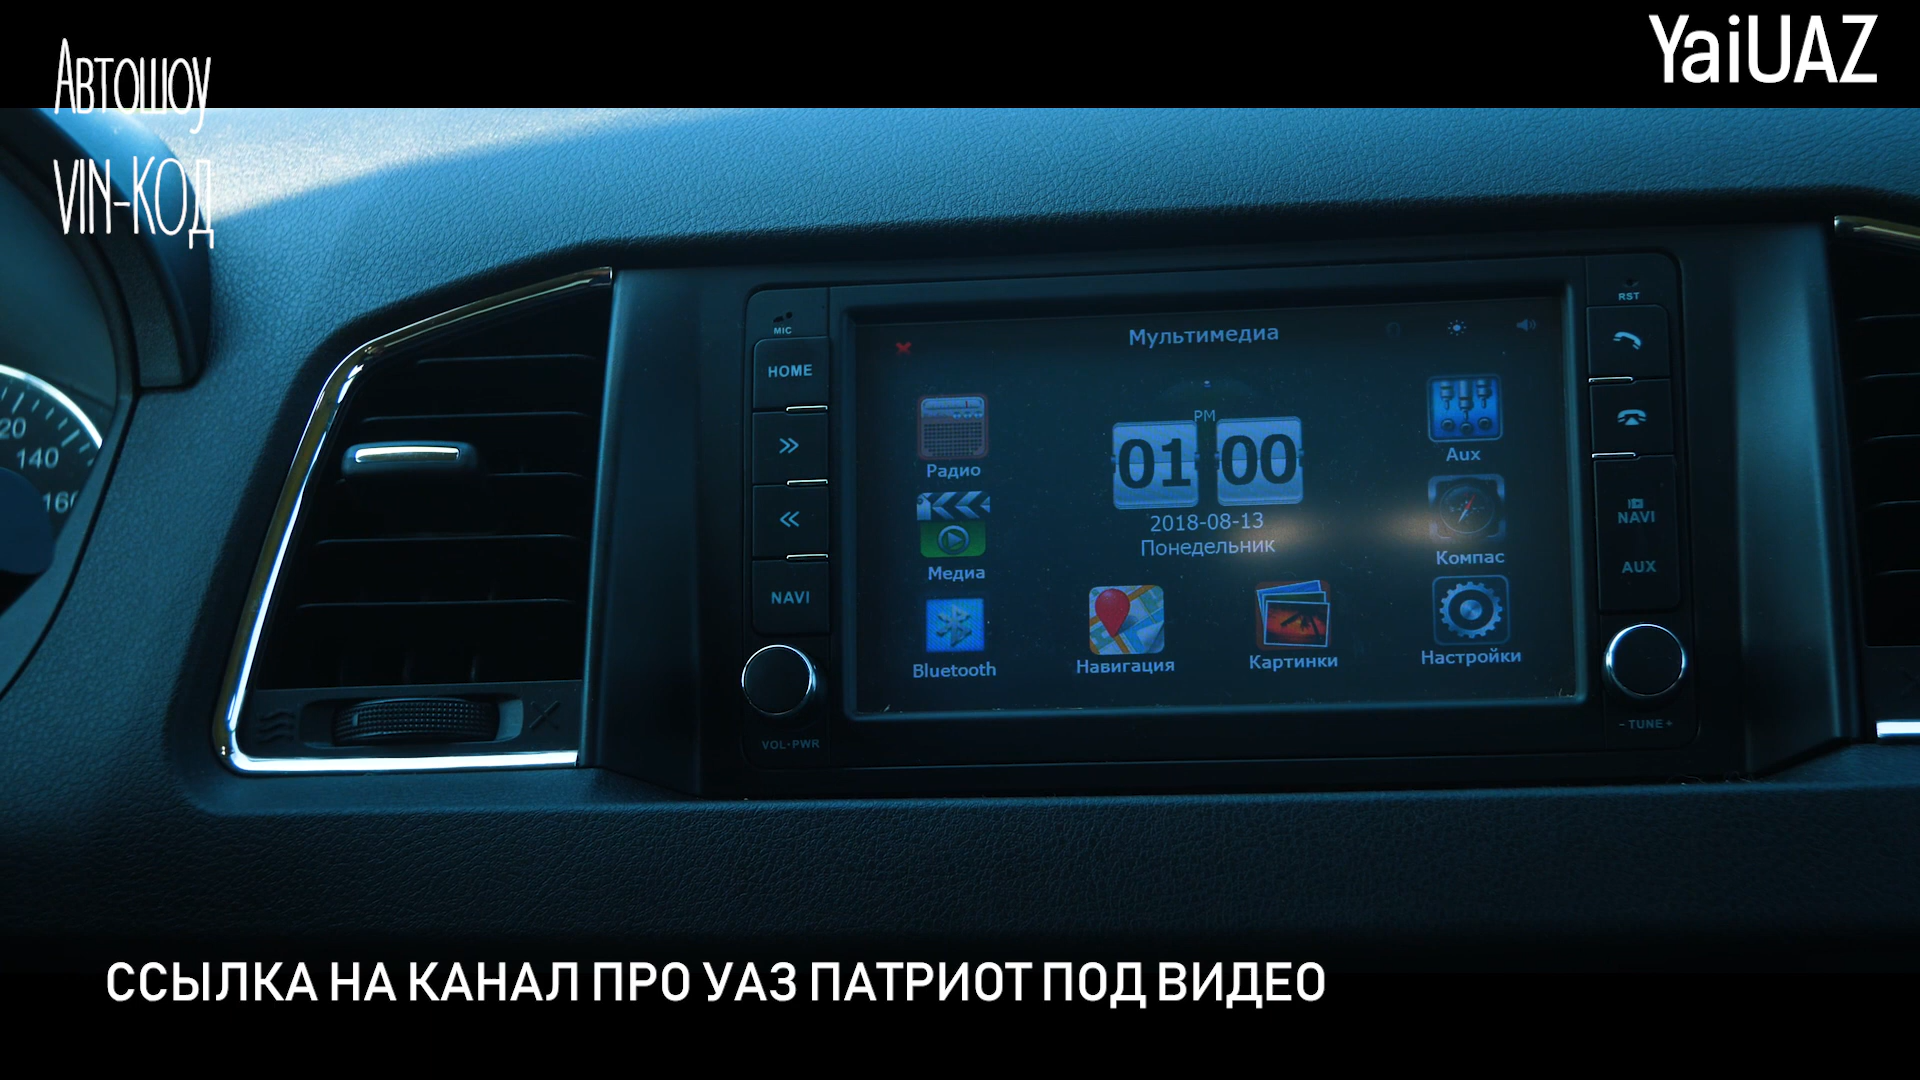 YaiUAZ
Автошоу
VIN-КОД
RST
MIC
Мультимедиа
HOME
PM
01 00
Радио
Aux
2018-08-13
Понедельник
NAVI
Компас
AUX
Медиа
NAVI
Bluetooth
Навигация
Картинки
Настройки
VOL-PWR
- TUNE +
20
140
160
ССЫЛКА НА КАНАЛ ПРО УАЗ ПАТРИОТ ПОД ВИДЕО